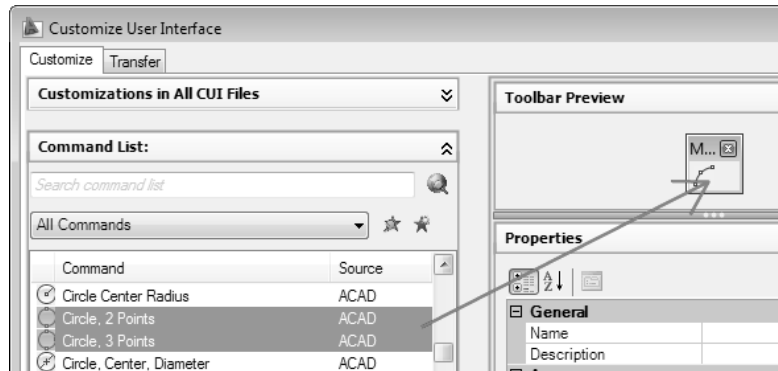 Customize User Interface
Customize Transfer
Customizations in All CUI Files
Command List:
Search command list
All Commands
Command Source
Circle Center Radius ACAD
Circle, 2 Points ACAD
Circle, 3 Points ACAD
Circle, Center, Diameter ACAD
Toolbar Preview
M...
Properties
General
Name
Description